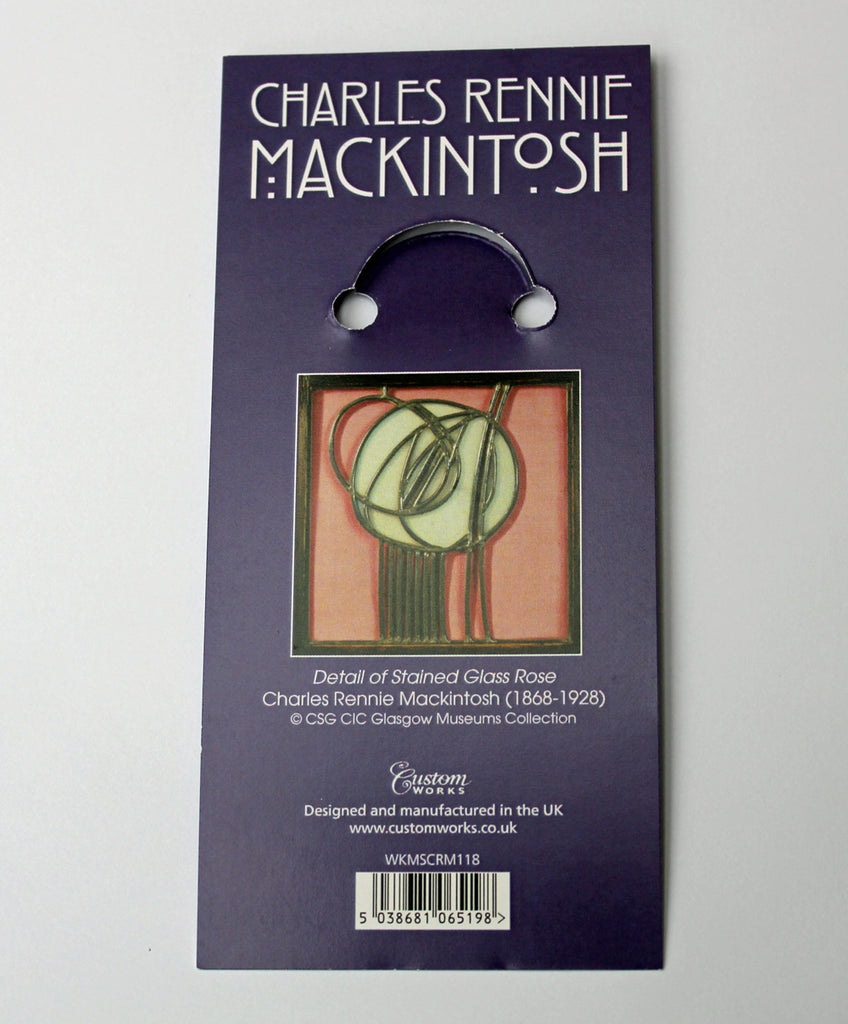 CHARLES RENNIE
MACKINTOSH
Detail of Stained Glass Rose
Charles Rennie Mackintosh (1868-1928)
© CSG CIC Glasgow Museums Collection
Custom
WORKS
Designed and manufactured in the UK
www.customworks.co.uk
WKMSCRM118
5 038681 065198 >